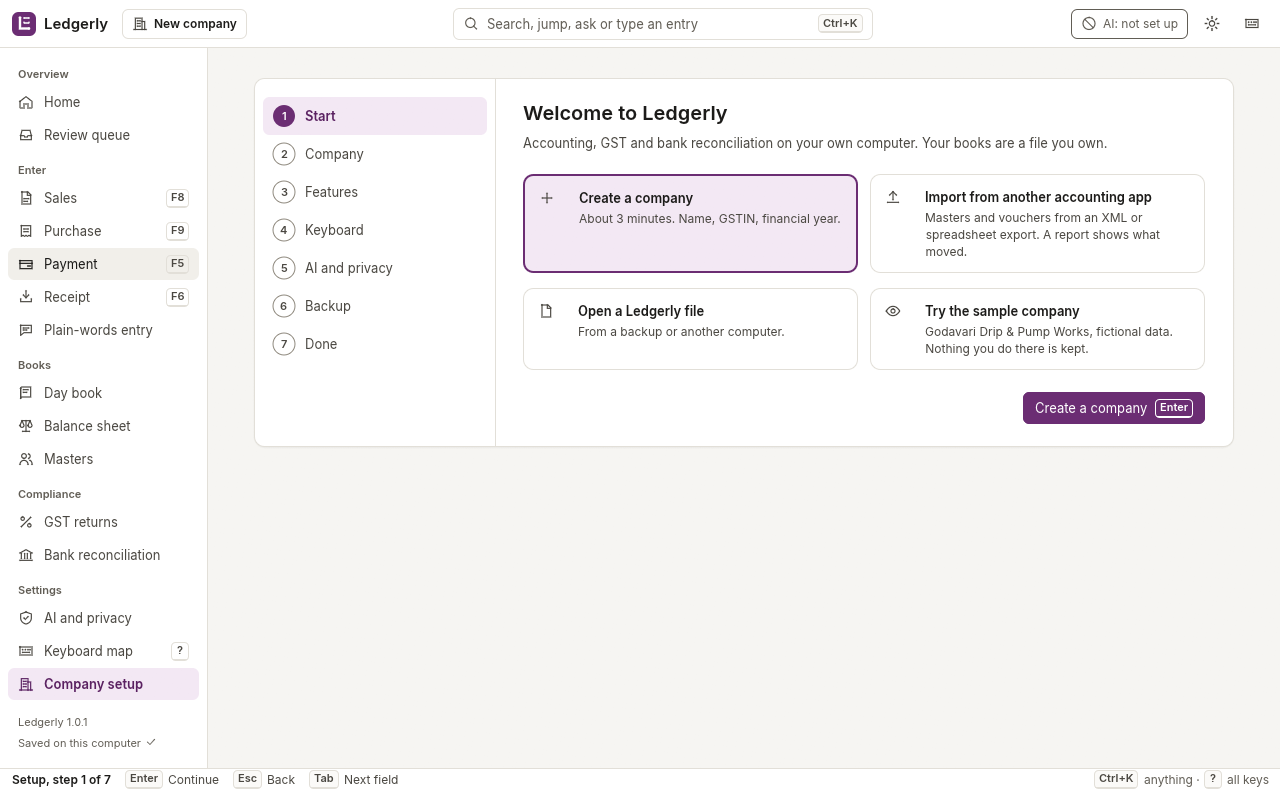 Ledgerly
New company
Search, jump, ask or type an entry
Ctrl+K
AI: not set up
Overview
Home
Review queue
Enter
Sales F8
Purchase F9
Payment F5
Receipt F6
Plain-words entry
Books
Day book
Balance sheet
Masters
Compliance
GST returns
Bank reconciliation
Settings
AI and privacy
Keyboard map ?
Company setup
Ledgerly 1.0.1
Saved on this computer
1 Start
2 Company
3 Features
4 Keyboard
5 AI and privacy
6 Backup
7 Done
Welcome to Ledgerly
Accounting, GST and bank reconciliation on your own computer. Your books are a file you own.
Create a company
About 3 minutes. Name, GSTIN, financial year.
Import from another accounting app
Masters and vouchers from an XML or
spreadsheet export. A report shows what
moved.
Open a Ledgerly file
From a backup or another computer.
Try the sample company
Godavari Drip & Pump Works, fictional data.
Nothing you do there is kept.
Create a company Enter
Setup, step 1 of 7 Enter Continue Esc Back Tab Next field
Ctrl+K anything · ? all keys